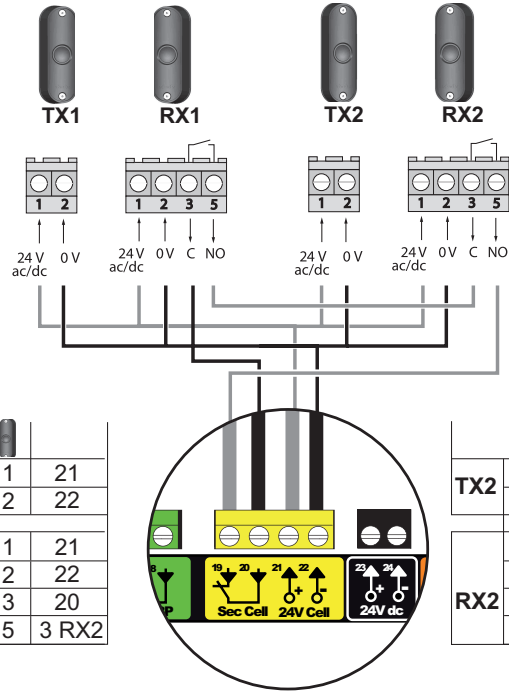 TX1 RX1 TX2 RX2
1 2 1 2 3 5 1 2 1 2 3 5
24 V ac/dc 0 V 24 V ac/dc 0 V C NO 24 V ac/dc 0 V 24 V ac/dc 0 V C NO
1 21
2 22
1 21
2 22
3 20
5 3 RX2
TX2
RX2
19 20 21 22 23 24
+ - + -
Sec Cell 24V Cell 24V dc